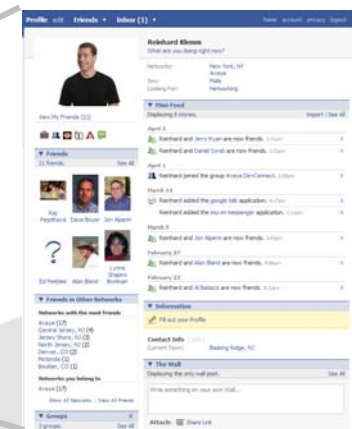 Profile edit Friends ▾ Inbox (1) ▾ home account privacy logout
Reinhard Klemm
What are you doing right now?
Networks: New York, NY
Avaya
Sex: Male
Looking For: Networking
View My Friends (21)
▼ Friends
21 friends. See All
Dave Boyer
Jon Alperin
Ed Peebles
Alan Bland
Lynne Shapiro Brotman
▼ Friends in Other Networks
Networks with the most friends
Avaya (17)
Central Jersey, NJ (4)
Jersey Shore, NJ (3)
North Jersey, NJ (2)
Denver, CO (2)
Motorola (1)
Boulder, CO (1)
Networks you belong to
Avaya (17)
Show All Networks / View All Friends
▼ Groups
3 groups. See All
▼ Mini-Feed
Displaying 8 stories. Import | See All
April 3
Reinhard and Jerry Ryan are now friends.
Reinhard and Daniel are now friends.
April 1
Reinhard joined the group Avaya DevConnect.
March 13
Reinhard added the google talk application.
Reinhard added the im messenger application.
March 5
Reinhard and Jon Alperin are now friends.
February 27
Reinhard and Alan Bland are now friends.
February 22
Reinhard and Al are now friends.
▼ Information
Fill out your Profile
Contact Info
Current Town: Basking Ridge, NJ
▼ The Wall
Displaying the only wall post. See All
Write something on your own Wall...
Attach: Share Link